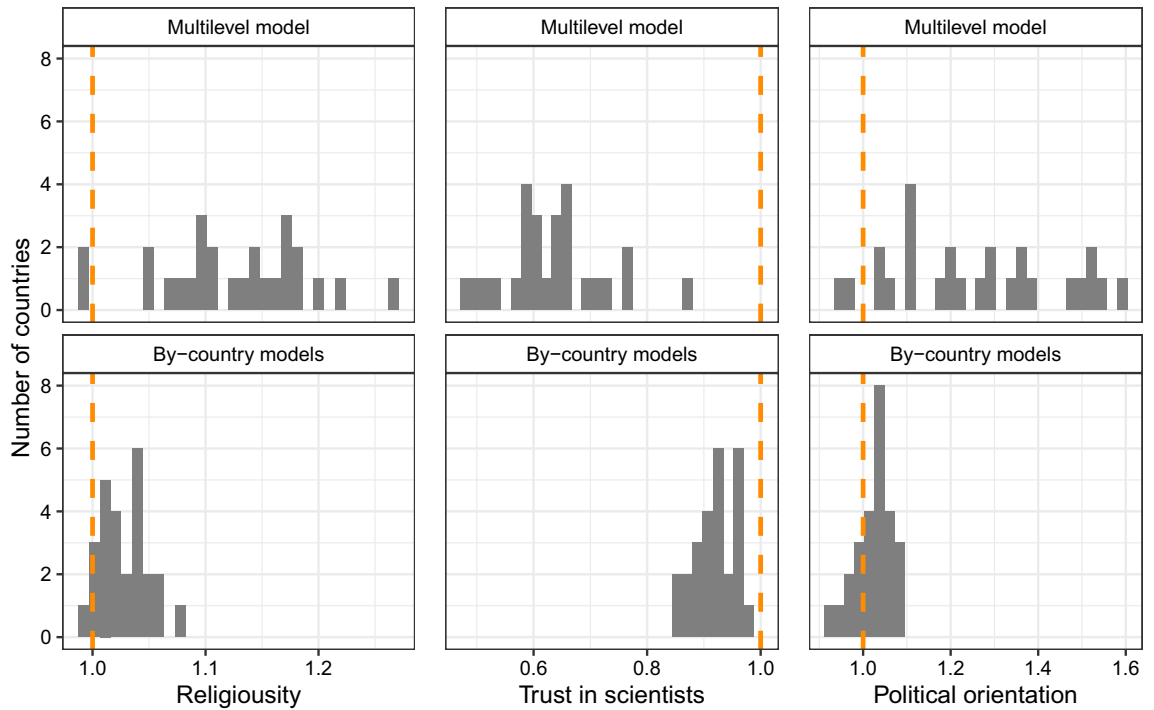 Multilevel model
Multilevel model
Multilevel model
Number of countries
8
6
4
2
0
By−country models
By−country models
By−country models
8
6
4
2
0
1.0 1.1 1.2
0.6 0.8 1.0
1.0 1.2 1.4 1.6
Religiousity
Trust in scientists
Political orientation